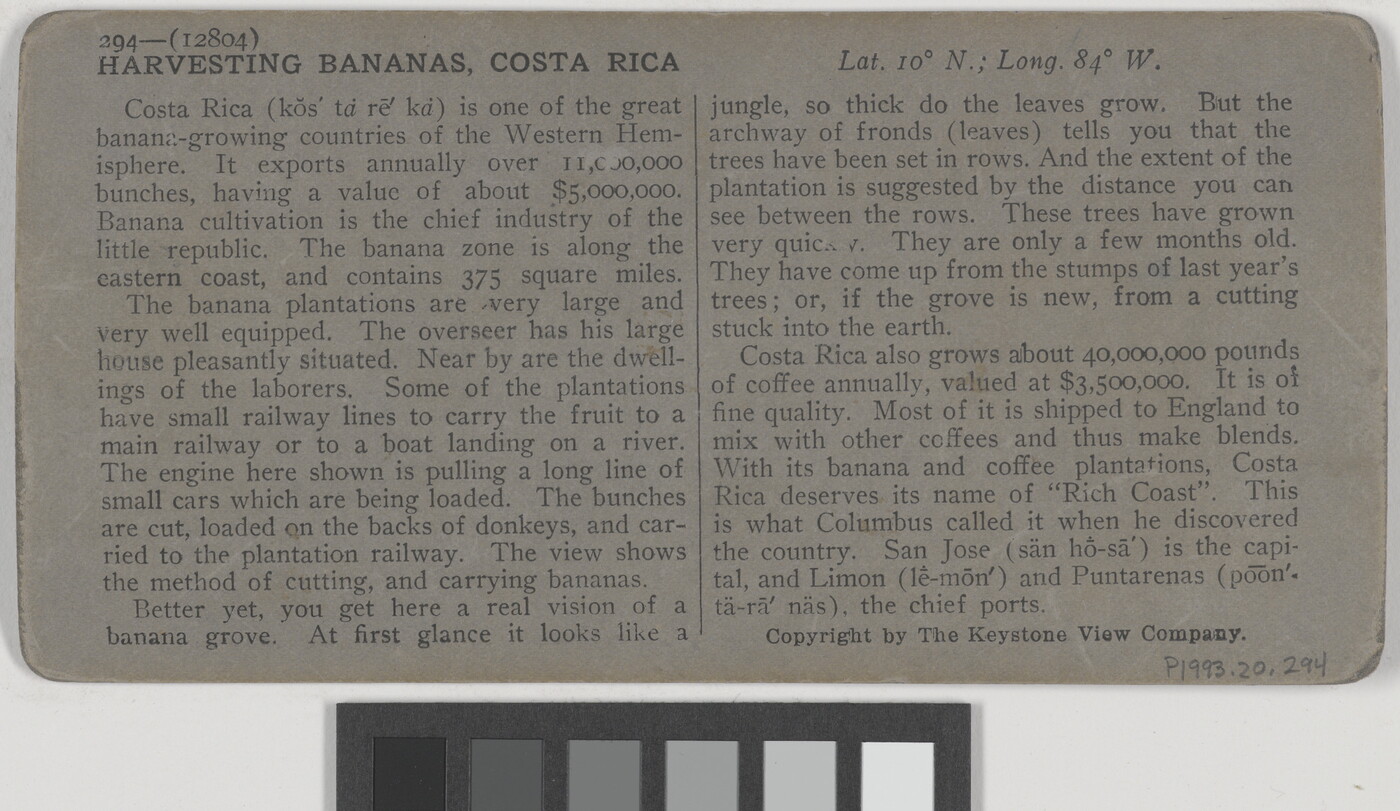 294—(12804)
HARVESTING BANANAS, COSTA RICA
Lat. 10° N.; Long. 84° W.
Costa Rica (kŏs′ tȧ rē′ kȧ) is one of the great
banana-growing countries of the Western Hem-
isphere. It exports annually over 11,000,000
bunches, having a value of about $5,000,000.
Banana cultivation is the chief industry of the
little republic. The banana zone is along the
eastern coast, and contains 375 square miles.
The banana plantations are very large and
very well equipped. The overseer has his large
house pleasantly situated. Near by are the dwell-
ings of the laborers. Some of the plantations
have small railway lines to carry the fruit to a
main railway or to a boat landing on a river.
The engine here shown is pulling a long line of
small cars which are being loaded. The bunches
are cut, loaded on the backs of donkeys, and car-
ried to the plantation railway. The view shows
the method of cutting, and carrying bananas.
Better yet, you get here a real vision of a
banana grove. At first glance it looks like a
jungle, so thick do the leaves grow. But the
archway of fronds (leaves) tells you that the
trees have been set in rows. And the extent of the
plantation is suggested by the distance you can
see between the rows. These trees have grown
very quickly. They are only a few months old.
They have come up from the stumps of last year's
trees; or, if the grove is new, from a cutting
stuck into the earth.
Costa Rica also grows about 40,000,000 pounds
of coffee annually, valued at $3,500,000. It is of
fine quality. Most of it is shipped to England to
mix with other coffees and thus make blends.
With its banana and coffee plantations, Costa
Rica deserves its name of "Rich Coast". This
is what Columbus called it when he discovered
the country. San Jose (sän hō̇-sā′) is the capi-
tal, and Limon (lē̇-mōn′) and Puntarenas (po͞on′-
tä-rā′ näs), the chief ports.
Copyright by The Keystone View Company.
P1993.20.294